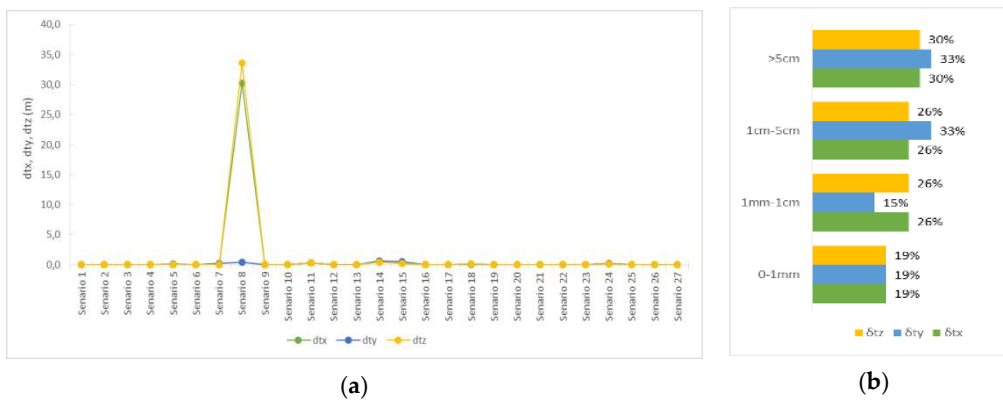 40,0
35,0
30,0
25,0
20,0
15,0
10,0
5,0
0,0
dtx, dty, dtz (m)
Senario 1
Senario 2
Senario 3
Senario 4
Senario 5
Senario 6
Senario 7
Senario 8
Senario 9
Senario 10
Senario 11
Senario 12
Senario 13
Senario 14
Senario 15
Senario 16
Senario 17
Senario 18
Senario 19
Senario 20
Senario 21
Senario 22
Senario 23
Senario 24
Senario 25
Senario 26
Senario 27
dtx dty dtz
(a)
>5cm
30%
33%
30%
1cm-5cm
26%
33%
26%
1mm-1cm
26%
15%
26%
0-1mm
19%
19%
19%
δtz δty δtx
(b)